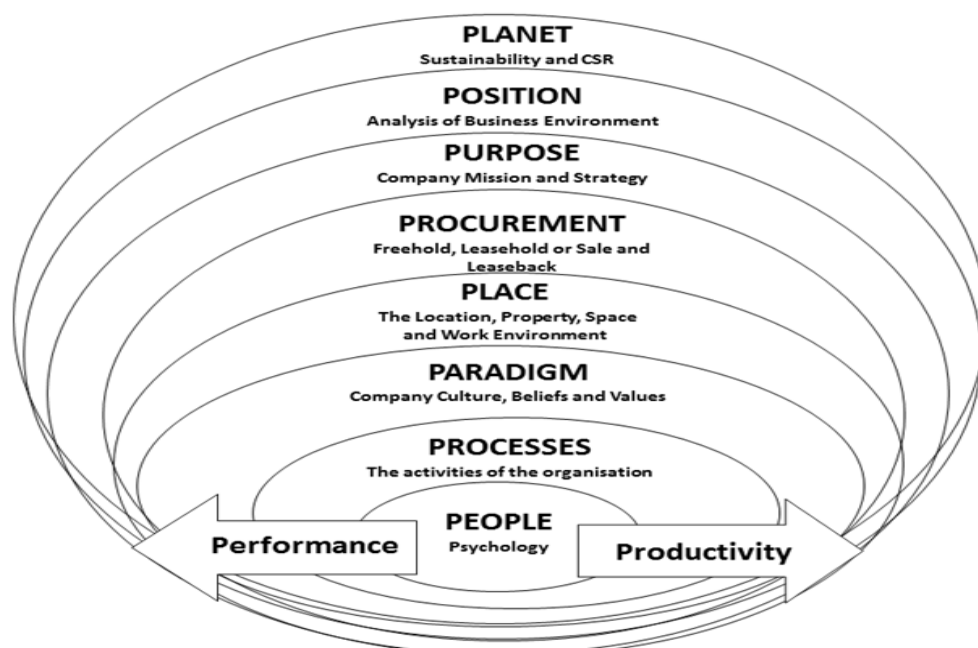 PLANET
Sustainability and CSR
POSITION
Analysis of Business Environment
PURPOSE
Company Mission and Strategy
PROCUREMENT
Freehold, Leasehold or Sale and
Leaseback
PLACE
The Location, Property, Space
and Work Environment
PARADIGM
Company Culture, Beliefs and Values
PROCESSES
The activities of the organisation
PEOPLE
Psychology
Performance
Productivity